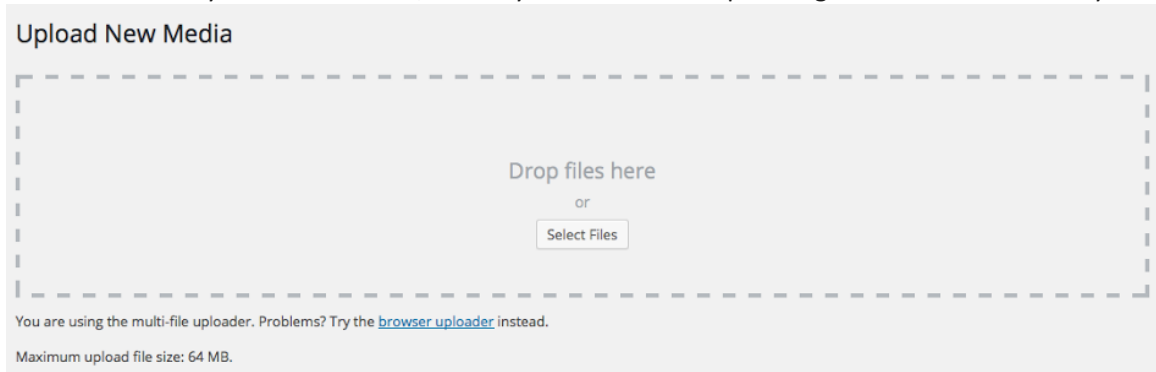 Upload New Media
Drop files here
or
Select Files
You are using the multi-file uploader. Problems? Try the browser uploader instead.
Maximum upload file size: 64 MB.